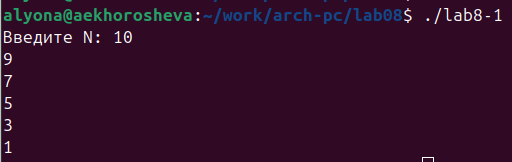 alyona@aekhorosheva:~/work/arch-pc/lab08$ ./lab8-1
Введите N: 10
9
7
5
3
1